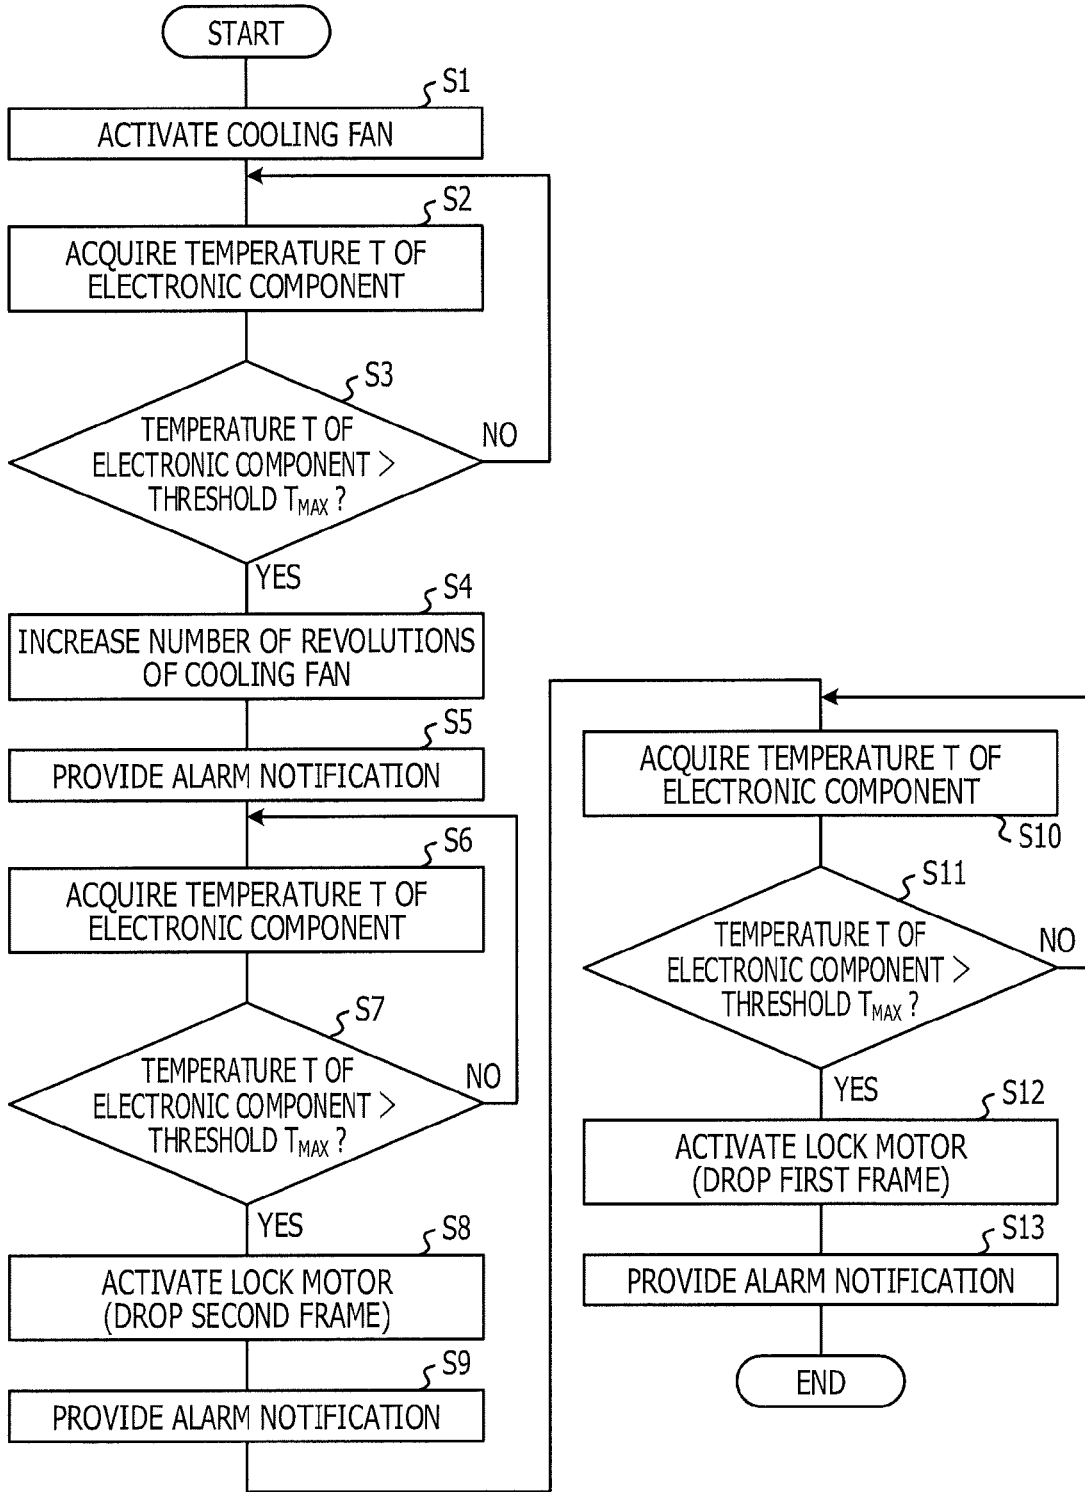 START
S1
ACTIVATE COOLING FAN
S2
ACQUIRE TEMPERATURE T OF
ELECTRONIC COMPONENT
S3
TEMPERATURE T OF
ELECTRONIC COMPONENT >
THRESHOLD TMAX ?
NO
YES
S4
INCREASE NUMBER OF REVOLUTIONS
OF COOLING FAN
S5
PROVIDE ALARM NOTIFICATION
S6
ACQUIRE TEMPERATURE T OF
ELECTRONIC COMPONENT
S7
TEMPERATURE T OF
ELECTRONIC COMPONENT >
THRESHOLD TMAX ?
NO
YES
S8
ACTIVATE LOCK MOTOR
(DROP SECOND FRAME)
S9
PROVIDE ALARM NOTIFICATION
ACQUIRE TEMPERATURE T OF
ELECTRONIC COMPONENT
S10
S11
TEMPERATURE T OF
ELECTRONIC COMPONENT >
THRESHOLD TMAX ?
NO
YES
S12
ACTIVATE LOCK MOTOR
(DROP FIRST FRAME)
S13
PROVIDE ALARM NOTIFICATION
END